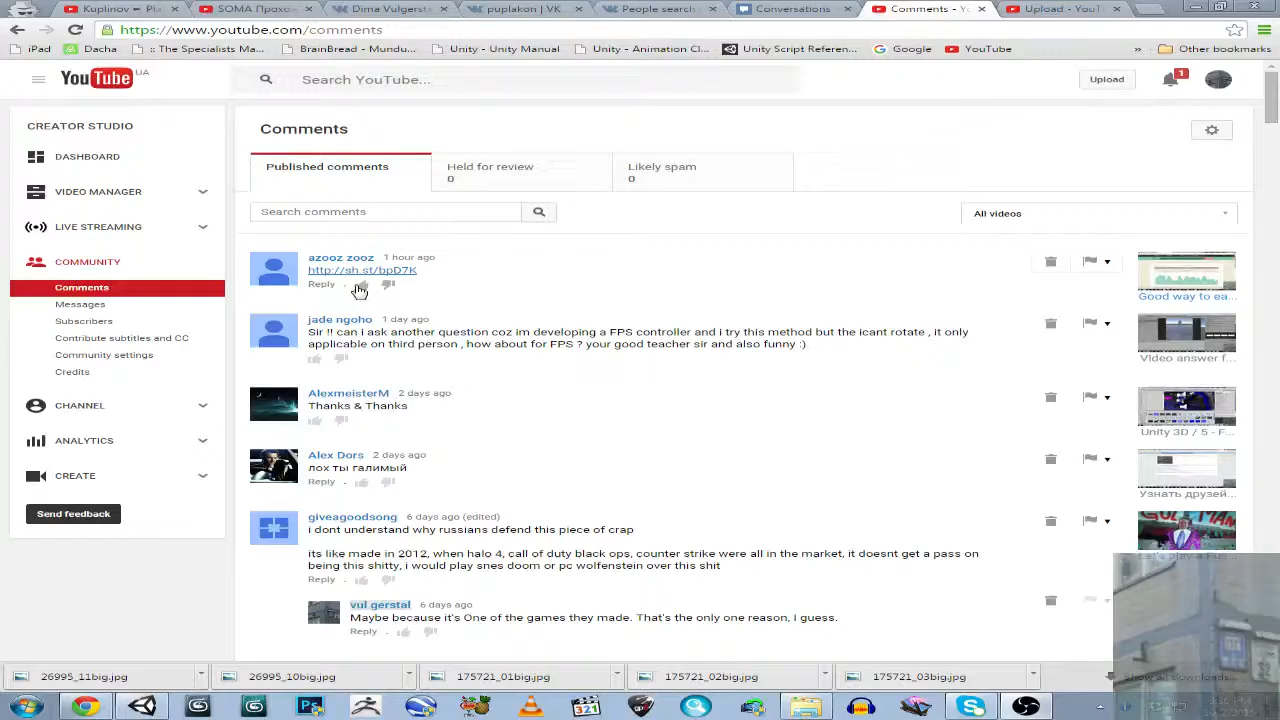 Kuplinov – Pl
SOMA Прохо
Dima Vulgerst
pupakon | VK
People search
Conversations
Comments - Yo
Upload - YouT
https://www.youtube.com/comments
iPad
Dacha
:: The Specialists Ma...
BrainBread - Mundu...
Unity - Unity Manual
Unity - Animation Cl...
Unity Script Referen...
Google
YouTube
»
Other bookmarks
YouTube UA
Search YouTube...
Upload
1
CREATOR STUDIO
DASHBOARD
VIDEO MANAGER
LIVE STREAMING
COMMUNITY
Comments
Messages
Subscribers
Contribute subtitles and CC
Community settings
Credits
CHANNEL
ANALYTICS
CREATE
Send feedback
Comments
Published comments
Held for review
0
Likely spam
0
Search comments
All videos
azooz zooz 1 hour ago
http://sh.st/bpD7K
Reply
Good way to ea...
jade ngoho 1 day ago
Sir !! can i ask another question coz im developing a FPS controller and i try this method but the icant rotate , it only
applicable on third person , how about for FPS ? your good teacher sir and also funny :).
Video answer f...
AlexmeisterM 2 days ago
Thanks & Thanks
Unity 3D / 5 - F...
Alex Dors 2 days ago
лох ты галимый
Reply
Узнать друзей...
giveagoodsong 6 days ago (edited)
i dont understand why russians defend this piece of crap
its like made in 2012, when halo 4, call of duty black ops, counter strike were all in the market, it doesnt get a person
being this shitty, i would play nes doom or pc wolfenstein over this shit
Reply
vul gerstal 6 days ago
Maybe because it's One of the games they made. That's the only one reason, I guess.
Reply
26995_11big.jpg
26995_10big.jpg
175721_01big.jpg
175721_02big.jpg
175721_03big.jpg
Show all downloads...
321